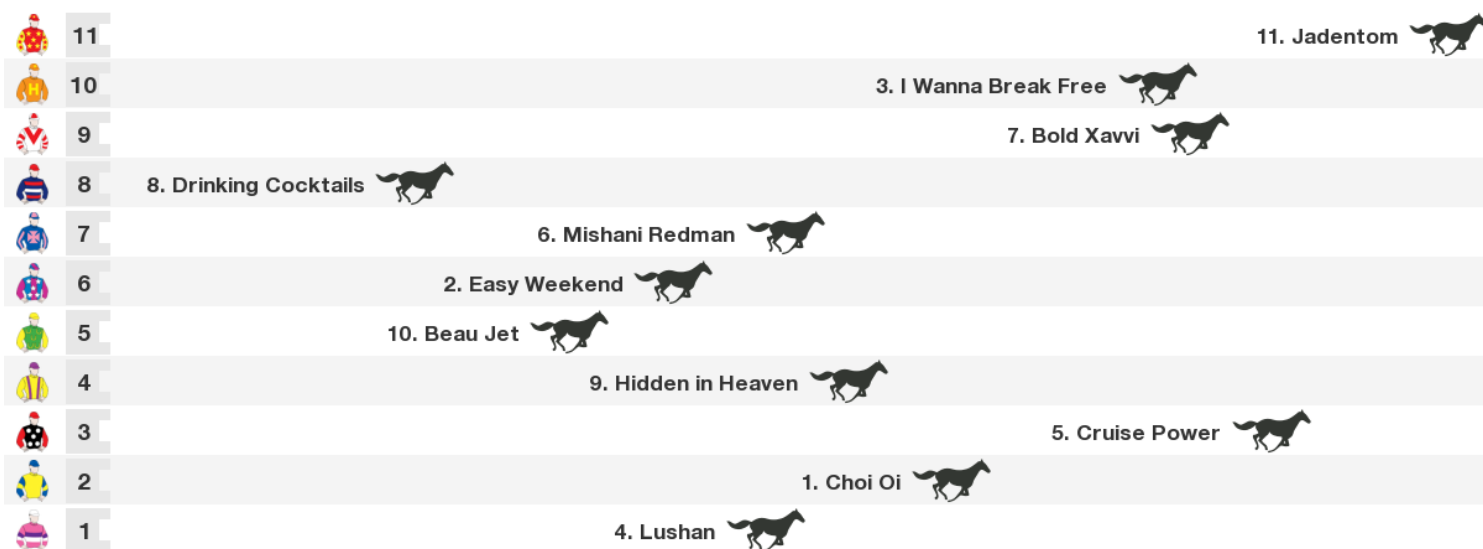 11 11. Jadentom
H 10 3. I Wanna Break Free
9 7. Bold Xavvi
8 8. Drinking Cocktails
7 6. Mishani Redman
6 2. Easy Weekend
5 10. Beau Jet
4 9. Hidden in Heaven
3 5. Cruise Power
2 1. Choi Oi
1 4. Lushan